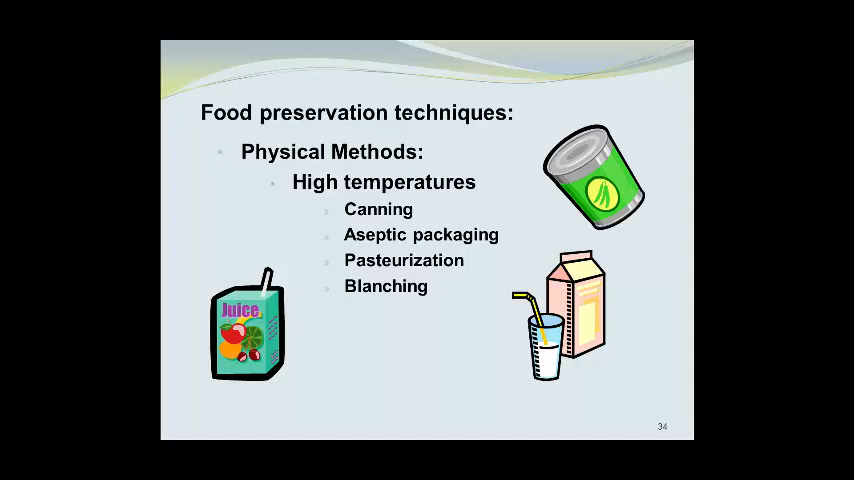 Food preservation techniques:
Physical Methods:
High temperatures
Canning
Aseptic packaging
Pasteurization
Blanching
Juice
34